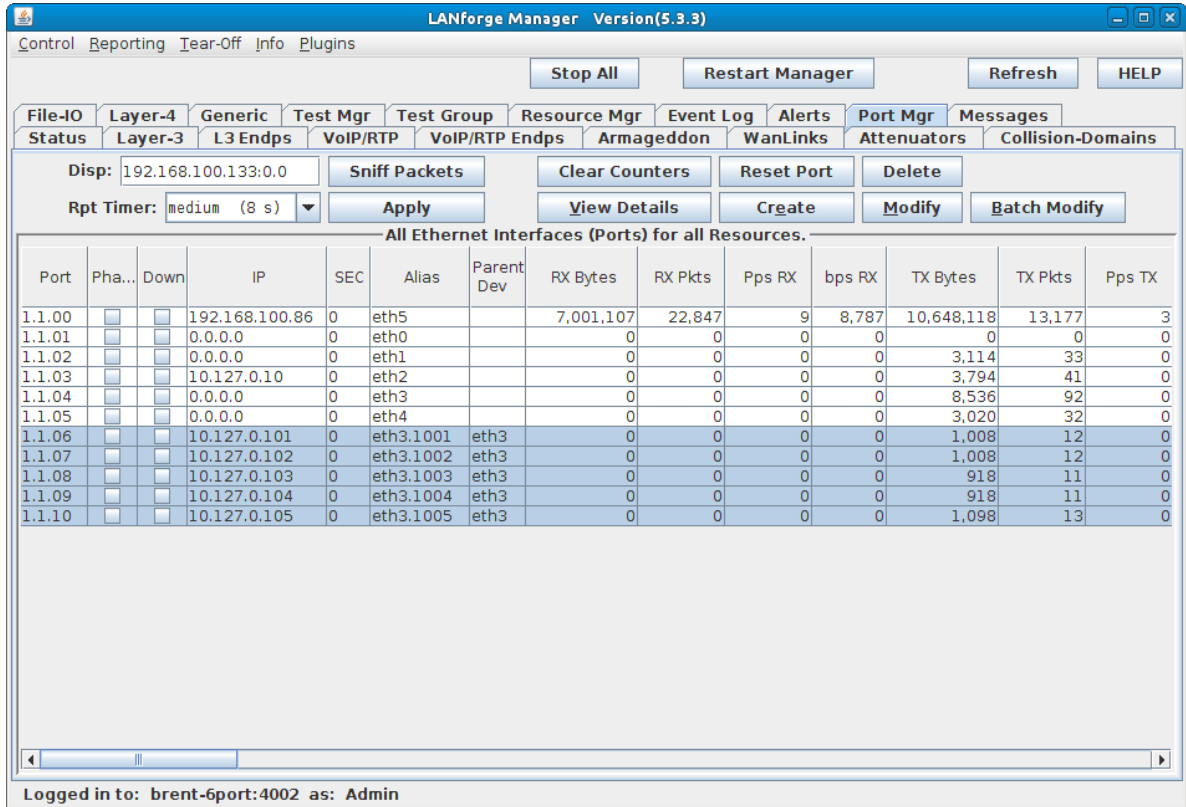 LANforge Manager   Version(5.3.3)
Control Reporting Tear-Off Info Plugins
Stop All Restart Manager Refresh HELP
File-IO Layer-4 Generic Test Mgr Test Group Resource Mgr Event Log Alerts Port Mgr Messages
Status Layer-3 L3 Endps VoIP/RTP VoIP/RTP Endps Armageddon WanLinks Attenuators Collision-Domains
Disp: 192.168.100.133:0.0 Sniff Packets Clear Counters Reset Port Delete
Rpt Timer: medium (8 s) Apply View Details Create Modify Batch Modify
All Ethernet Interfaces (Ports) for all Resources.
Port Pha... Down IP SEC Alias Parent Dev RX Bytes RX Pkts Pps RX bps RX TX Bytes TX Pkts Pps TX
1.1.00 192.168.100.86 0 eth5 7,001,107 22,847 9 8,787 10,648,118 13,177 3
1.1.01 0.0.0.0 0 eth0 0 0 0 0 0 0 0
1.1.02 0.0.0.0 0 eth1 0 0 0 0 3,114 33 0
1.1.03 10.127.0.10 0 eth2 0 0 0 0 3,794 41 0
1.1.04 0.0.0.0 0 eth3 0 0 0 0 8,536 92 0
1.1.05 0.0.0.0 0 eth4 0 0 0 0 3,020 32 0
1.1.06 10.127.0.101 0 eth3.1001 eth3 0 0 0 0 1,008 12 0
1.1.07 10.127.0.102 0 eth3.1002 eth3 0 0 0 0 1,008 12 0
1.1.08 10.127.0.103 0 eth3.1003 eth3 0 0 0 0 918 11 0
1.1.09 10.127.0.104 0 eth3.1004 eth3 0 0 0 0 918 11 0
1.1.10 10.127.0.105 0 eth3.1005 eth3 0 0 0 0 1,098 13 0
Logged in to: brent-6port:4002 as: Admin